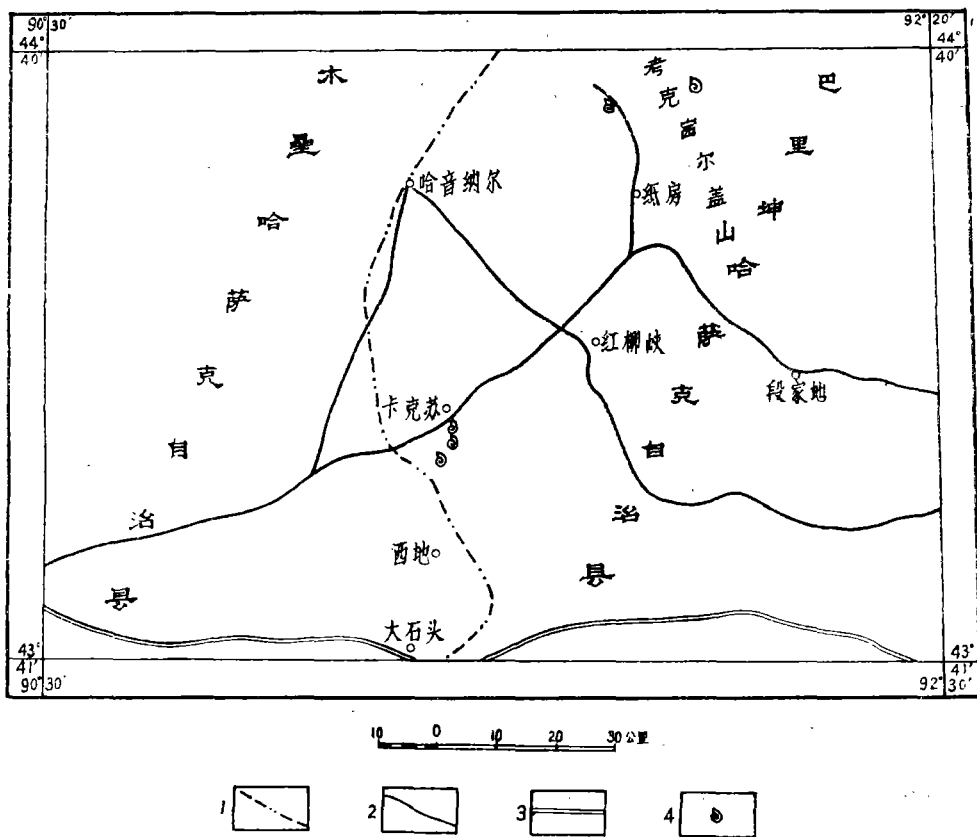 90° 30′
92° 20′
44°
40′
44°
40′
木垒哈萨克自治县
巴里坤哈萨克自治县
考克塞尔盖山
哈音纳尔
纸房
红柳峡
段家地
卡克苏
西地
大石头
43°
41′
43°
41′
90° 30′
92° 30′
10 0 10 20 30公里
1 2 3 4